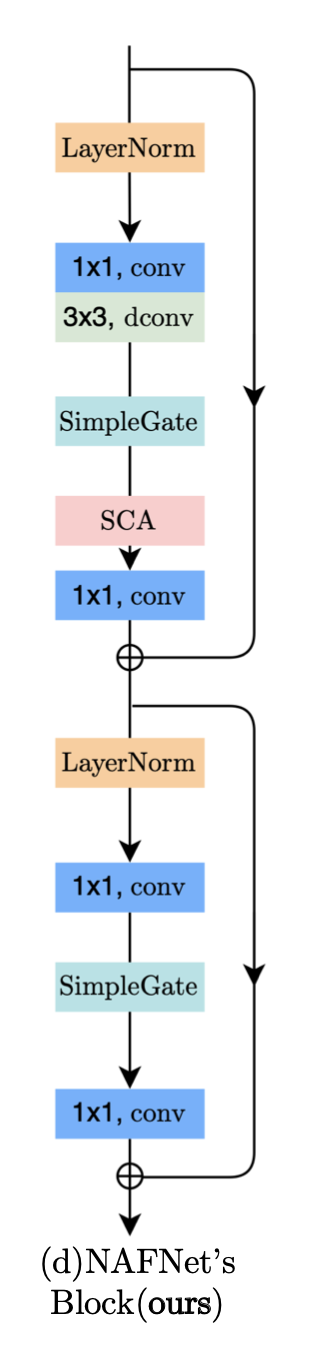 LayerNorm
1x1, conv
3x3, dconv
SimpleGate
SCA
1x1, conv
LayerNorm
1x1, conv
SimpleGate
1x1, conv
(d)NAFNet's
Block(ours)